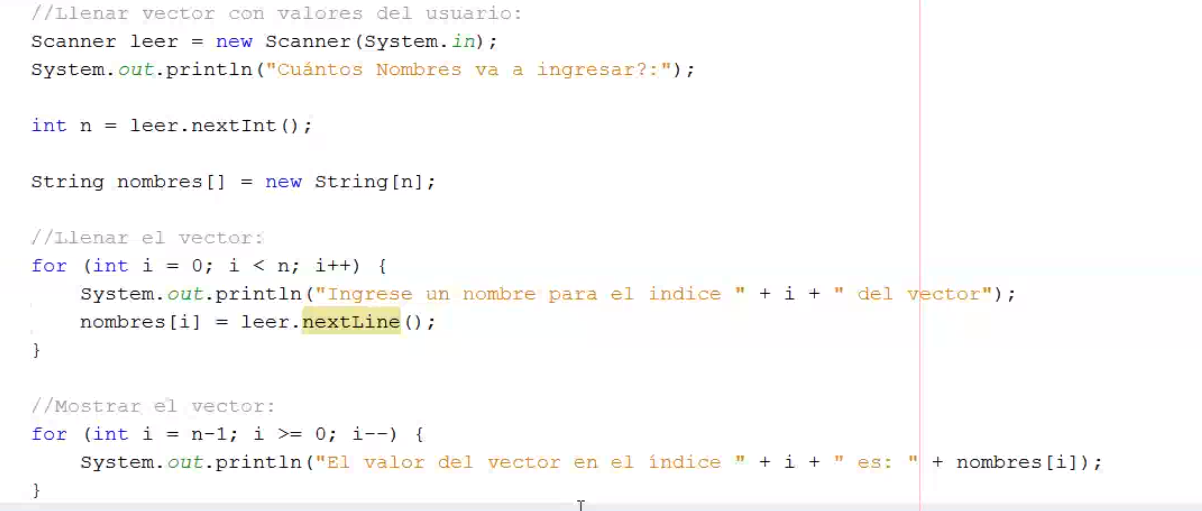 //Llenar vector con valores del usuario:
Scanner leer = new Scanner(System.in);
System.out.println("Cuántos Nombres va a ingresar?:");
int n = leer.nextInt();
String nombres[] = new String[n];
//Llenar el vector:
for (int i = 0; i < n; i++) {
System.out.println("Ingrese un nombre para el indice " + i + " del vector");
nombres[i] = leer.nextLine();
}
//Mostrar el vector:
for (int i = n-1; i >= 0; i--) {
System.out.println("El valor del vector en el índice " + i + " es: " + nombres[i]);
}